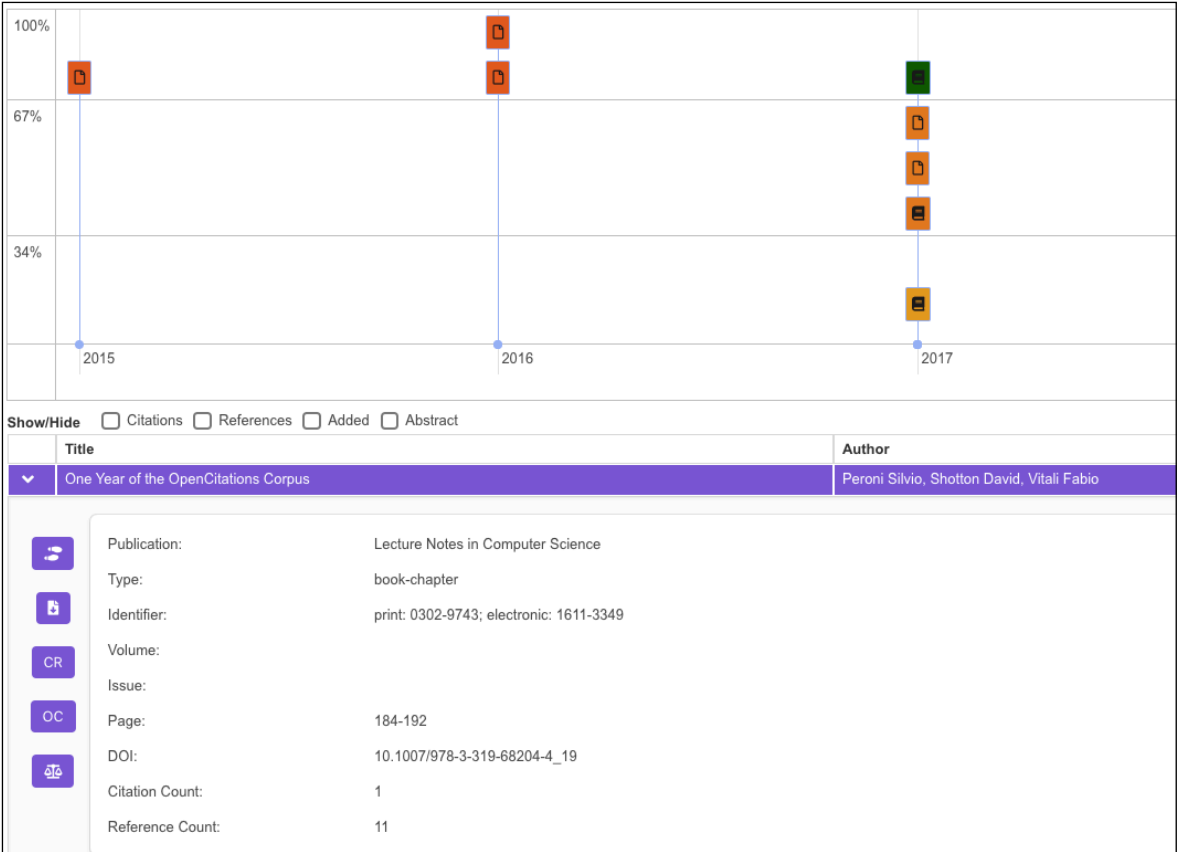 100%
67%
34%
2015 2016 2017
Show/Hide Citations References Added Abstract
Title Author
One Year of the OpenCitations Corpus Peroni Silvio, Shotton David, Vitali Fabio
Publication: Lecture Notes in Computer Science
Type: book-chapter
Identifier: print: 0302-9743; electronic: 1611-3349
Volume:
CR
Issue:
OC
Page: 184-192
DOI: 10.1007/978-3-319-68204-4_19
Citation Count: 1
Reference Count: 11